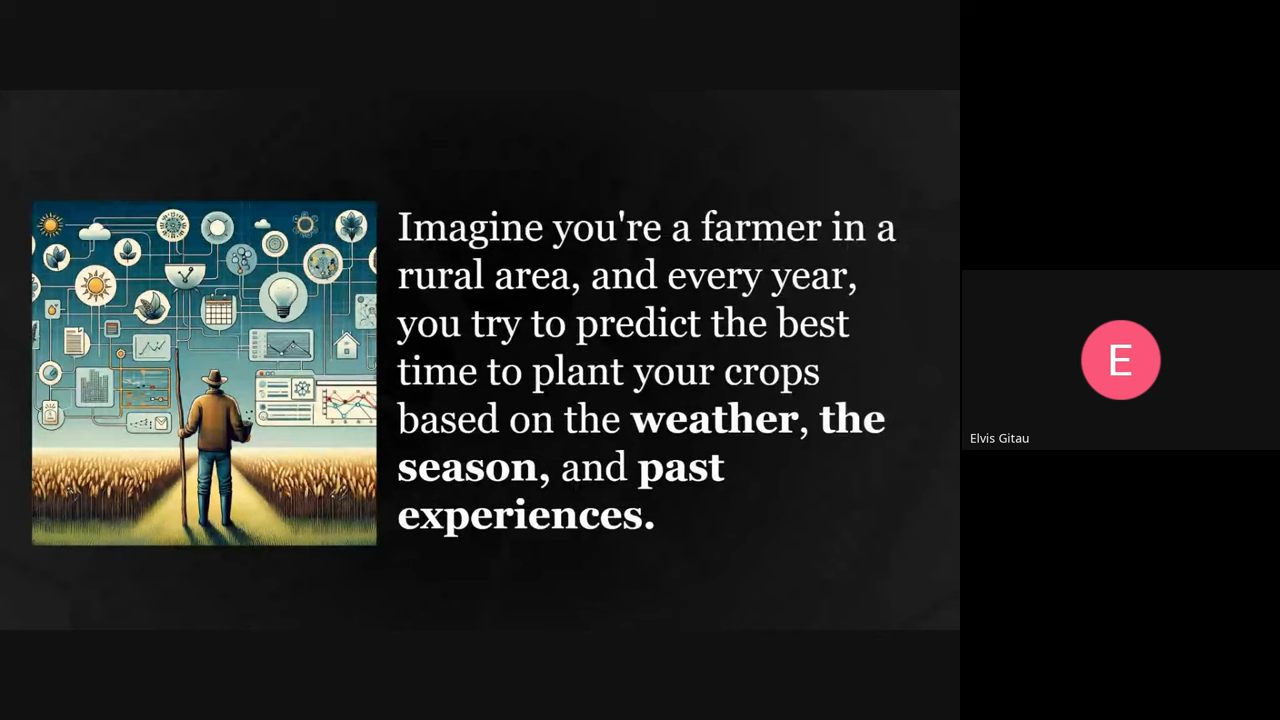 Imagine you're a farmer in a
rural area, and every year,
you try to predict the best
time to plant your crops
based on the weather, the
season, and past
experiences.
E
Elvis Gitau